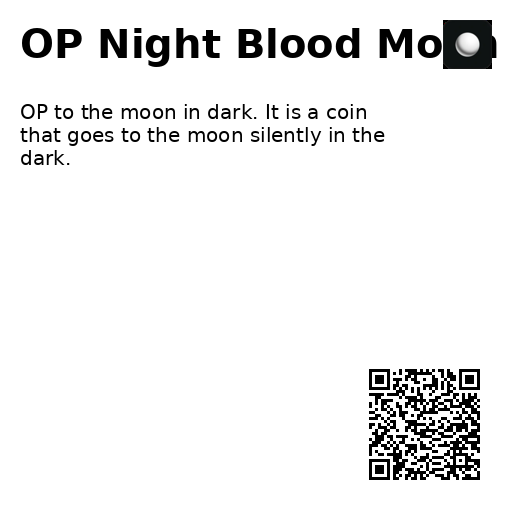 OP Night Blood Moon
OP to the moon in dark. It is a coin
that goes to the moon silently in the
dark.